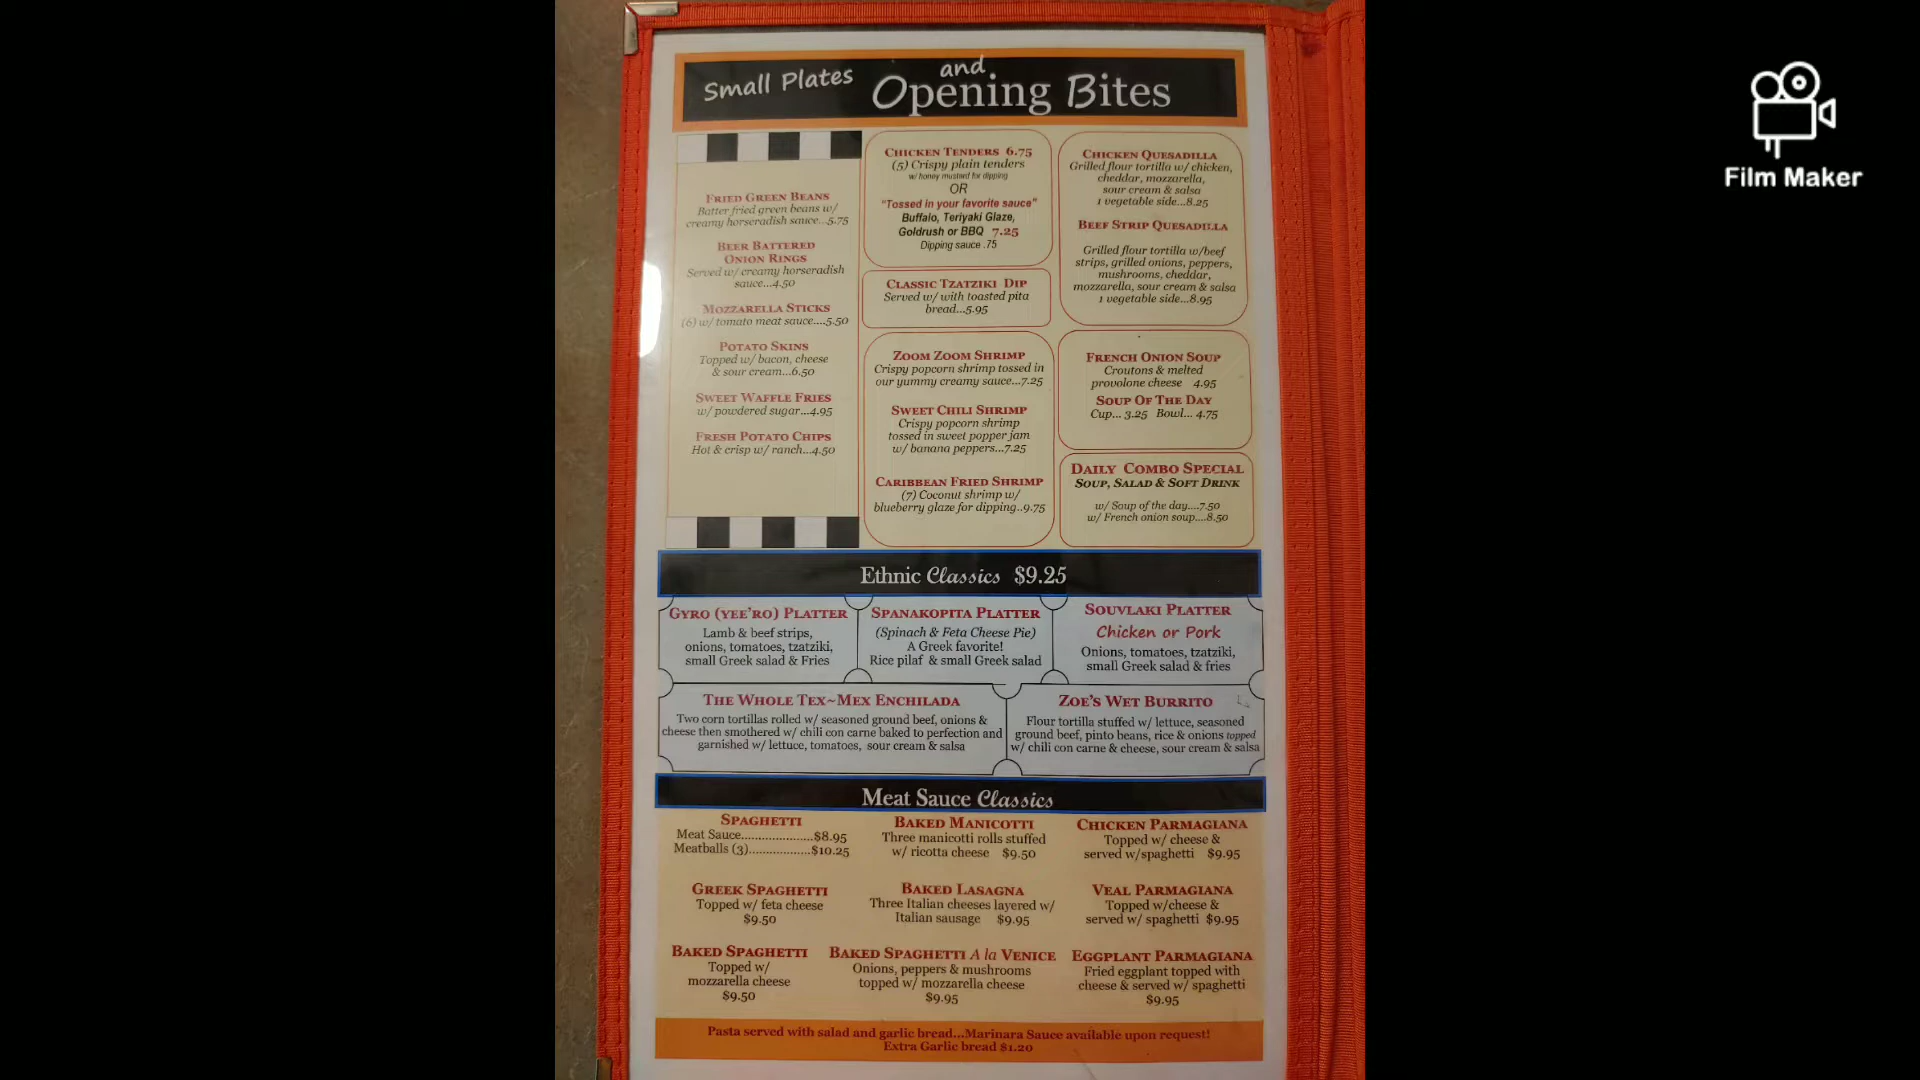 Small Plates and
Opening Bites
FRIED GREEN BEANS
Batter fried green beans w/
creamy horseradish sauce...5.75
BEER BATTERED
ONION RINGS
Served w/ creamy horseradish
sauce...4.50
MOZZARELLA STICKS
(6) w/ tomato meat sauce....5.50
POTATO SKINS
Topped w/ bacon, cheese
& sour cream...6.50
SWEET WAFFLE FRIES
w/ powdered sugar...4.95
FRESH POTATO CHIPS
Hot & crisp w/ ranch...4.50
CHICKEN TENDERS 6.75
(5) Crispy plain tenders
w/ honey mustard for dipping
OR
"Tossed in your favorite sauce"
Buffalo, Teriyaki Glaze,
Goldrush or BBQ 7.25
Dipping sauce .75
CLASSIC TZATZIKI DIP
Served w/ with toasted pita
bread...5.95
ZOOM ZOOM SHRIMP
Crispy popcorn shrimp tossed in
our yummy creamy sauce...7.25
SWEET CHILI SHRIMP
Crispy popcorn shrimp
tossed in sweet popper jam
w/ banana peppers...7.25
CARIBBEAN FRIED SHRIMP
(7) Coconut shrimp w/
blueberry glaze for dipping..9.75
CHICKEN QUESADILLA
Grilled flour tortilla w/ chicken,
cheddar, mozzarella,
sour cream & salsa
1 vegetable side...8.25
BEEF STRIP QUESADILLA
Grilled flour tortilla w/beef
strips, grilled onions, peppers,
mushrooms, cheddar,
mozzarella, sour cream & salsa
1 vegetable side...8.95
FRENCH ONION SOUP
Croutons & melted
provolone cheese 4.95
SOUP OF THE DAY
Cup... 3.25 Bowl... 4.75
DAILY COMBO SPECIAL
SOUP, SALAD & SOFT DRINK
w/ Soup of the day....7.50
w/ French onion soup....8.50
Ethnic Classics $9.25
GYRO (YEE'RO) PLATTER
Lamb & beef strips,
onions, tomatoes, tzatziki,
small Greek salad & Fries
SPANAKOPITA PLATTER
(Spinach & Feta Cheese Pie)
A Greek favorite!
Rice pilaf & small Greek salad
SOUVLAKI PLATTER
Chicken or Pork
Onions, tomatoes, tzatziki,
small Greek salad & fries
THE WHOLE TEX~MEX ENCHILADA
Two corn tortillas rolled w/ seasoned ground beef, onions &
cheese then smothered w/ chili con carne baked to perfection and
garnished w/ lettuce, tomatoes, sour cream & salsa
ZOE'S WET BURRITO
Flour tortilla stuffed w/ lettuce, seasoned
ground beef, pinto beans, rice & onions topped
w/ chili con carne & cheese, sour cream & salsa
Meat Sauce Classics
SPAGHETTI
Meat Sauce.....................$8.95
Meatballs (3)..................$10.25
GREEK SPAGHETTI
Topped w/ feta cheese
$9.50
BAKED SPAGHETTI
Topped w/
mozzarella cheese
$9.50
BAKED MANICOTTI
Three manicotti rolls stuffed
w/ ricotta cheese $9.50
BAKED LASAGNA
Three Italian cheeses layered w/
Italian sausage $9.95
BAKED SPAGHETTI A la VENICE
Onions, peppers & mushrooms
topped w/ mozzarella cheese
$9.95
CHICKEN PARMAGIANA
Topped w/ cheese &
served w/spaghetti $9.95
VEAL PARMAGIANA
Topped w/cheese &
served w/ spaghetti $9.95
EGGPLANT PARMAGIANA
Fried eggplant topped with
cheese & served w/ spaghetti
$9.95
Pasta served with salad and garlic bread...Marinara Sauce available upon request!
Extra Garlic bread $1.20
Film Maker